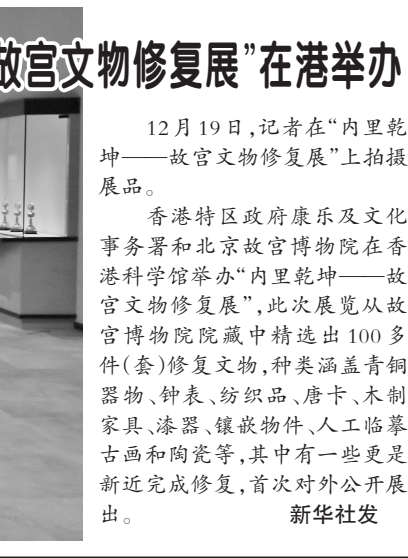 故宫文物修复展”在港举办
12月19日,记者在“内里乾
坤——故宫文物修复展”上拍摄
展品。
香港特区政府康乐及文化
事务署和北京故宫博物院在香
港科学馆举办“内里乾坤——故
宫文物修复展”,此次展览从故
宫博物院院藏中精选出100多
件(套)修复文物,种类涵盖青铜
器物、钟表、纺织品、唐卡、木制
家具、漆器、镶嵌物件、人工临摹
古画和陶瓷等,其中有一些更是
新近完成修复,首次对外公开展
出。 新华社发